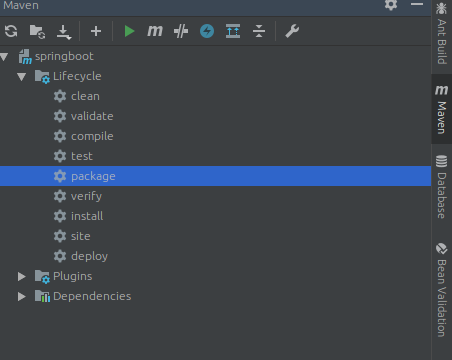 Maven
springboot
Lifecycle
clean
validate
compile
test
package
verify
install
site
deploy
Plugins
Dependencies
Ant Build
Maven
Database
Bean Validation